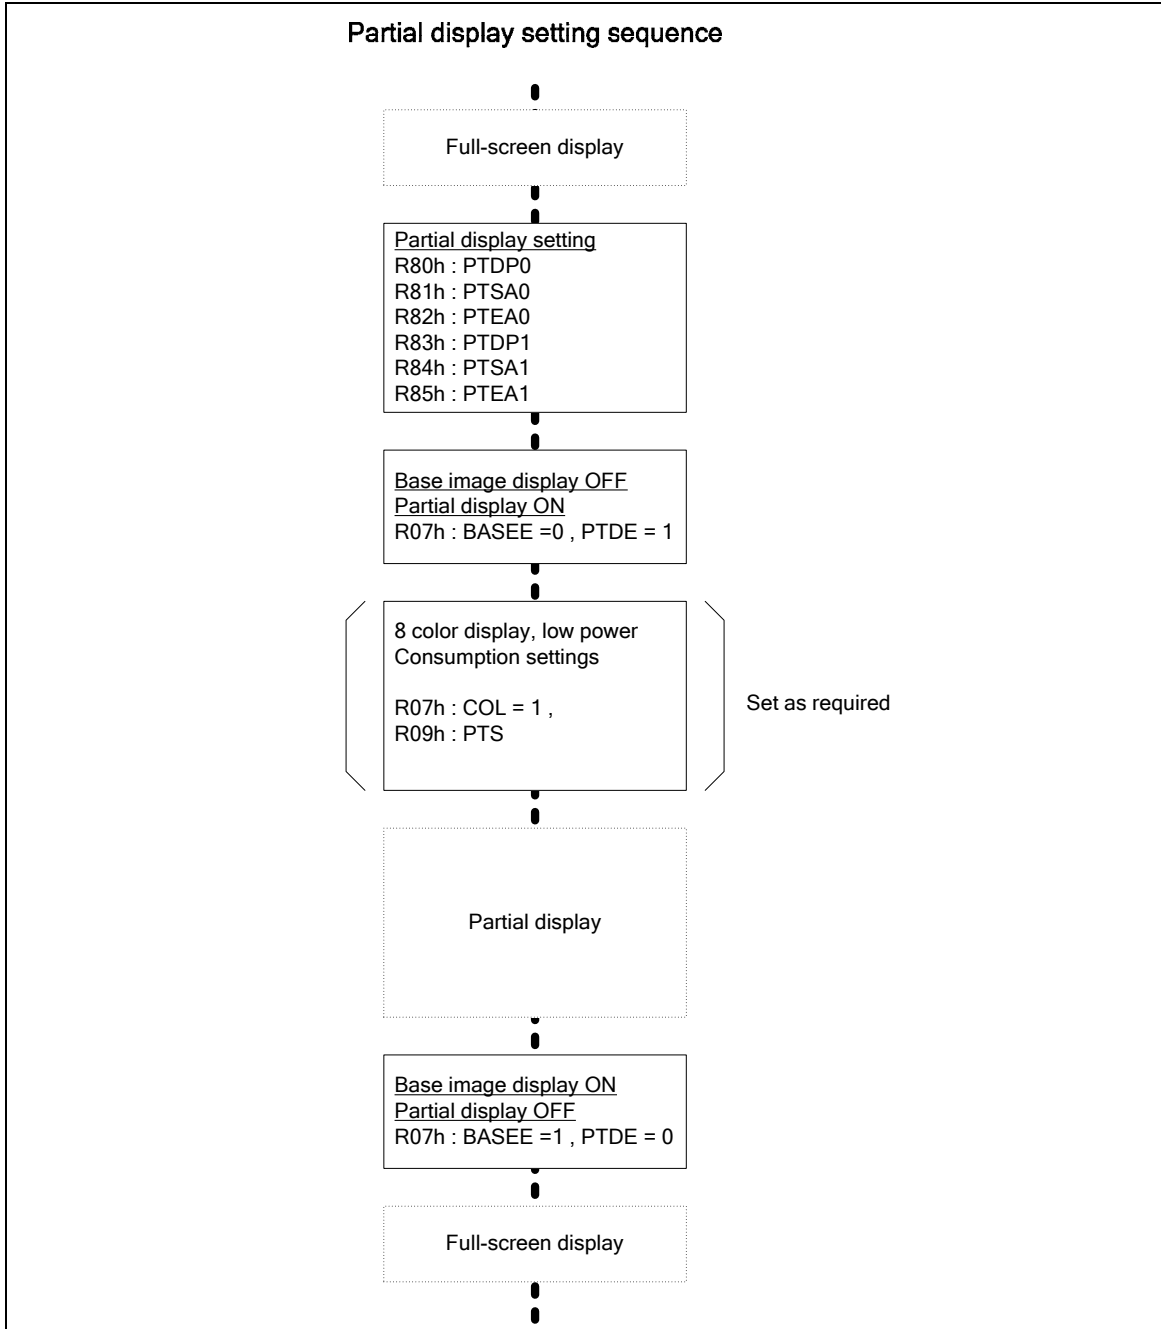 Partial display setting sequence
Full-screen display
Partial display setting
R80h : PTDP0
R81h : PTSA0
R82h : PTEA0
R83h : PTDP1
R84h : PTSA1
R85h : PTEA1
Base image display OFF
Partial display ON
R07h : BASEE =0 , PTDE = 1
8 color display, low power
Consumption settings
R07h : COL = 1 ,
R09h : PTS
Set as required
Partial display
Base image display ON
Partial display OFF
R07h : BASEE =1 , PTDE = 0
Full-screen display